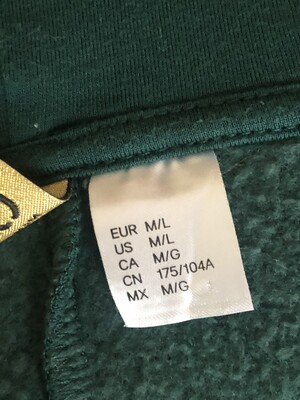 EUR M/L
US M/L
CA M/G
CN 175/104A
MX M/G